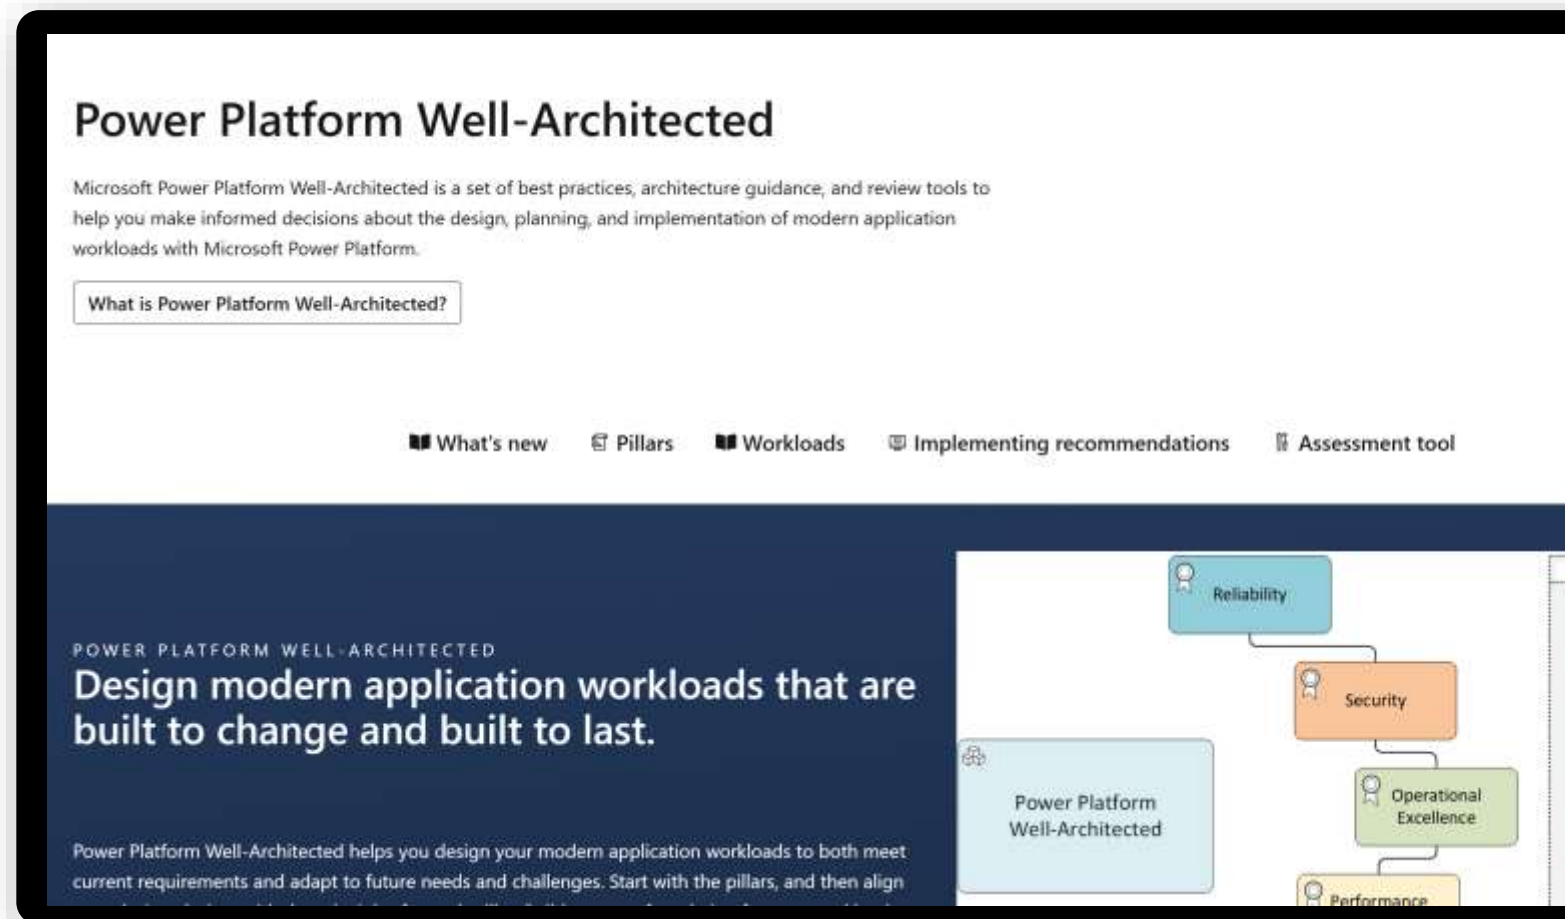 Power Platform Well-Architected
Microsoft Power Platform Well-Architected is a set of best practices, architecture guidance, and review tools to
help you make informed decisions about the design, planning, and implementation of modern application
workloads with Microsoft Power Platform.
What is Power Platform Well-Architected?
What's new
Pillars
Workloads
Implementing recommendations
Assessment tool
POWER PLATFORM WELL-ARCHITECTED
Design modern application workloads that are
built to change and built to last.
Power Platform Well-Architected helps you design your modern application workloads to both meet
current requirements and adapt to future needs and challenges. Start with the pillars, and then align
Reliability
Security
Operational
Excellence
Power Platform
Well-Architected
Performance